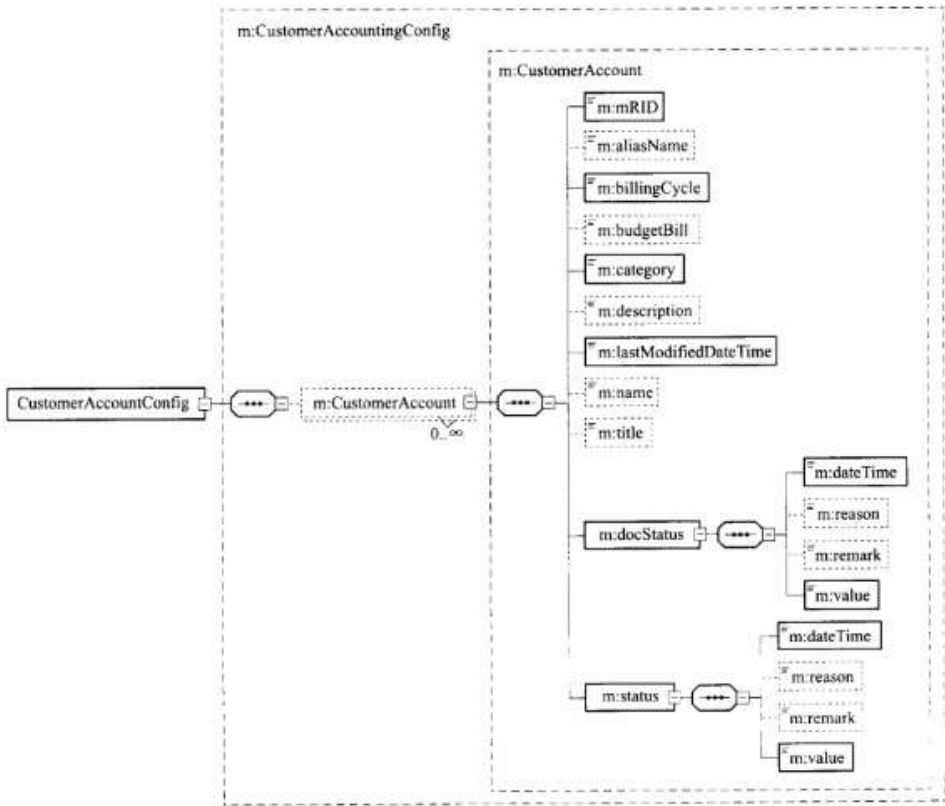 m:CustomerAccountingConfig
m:CustomerAccount
m:mRID
m:aliasName
m:billingCycle
m:budgetBill
m:category
m:description
m:lastModifiedDateTime
CustomerAccountConfig
m:CustomerAccount
0..∞
m:name
m:title
m:docStatus
m:dateTime
m:reason
m:remark
m:value
m:status
m:dateTime
m:reason
m:remark
m:value